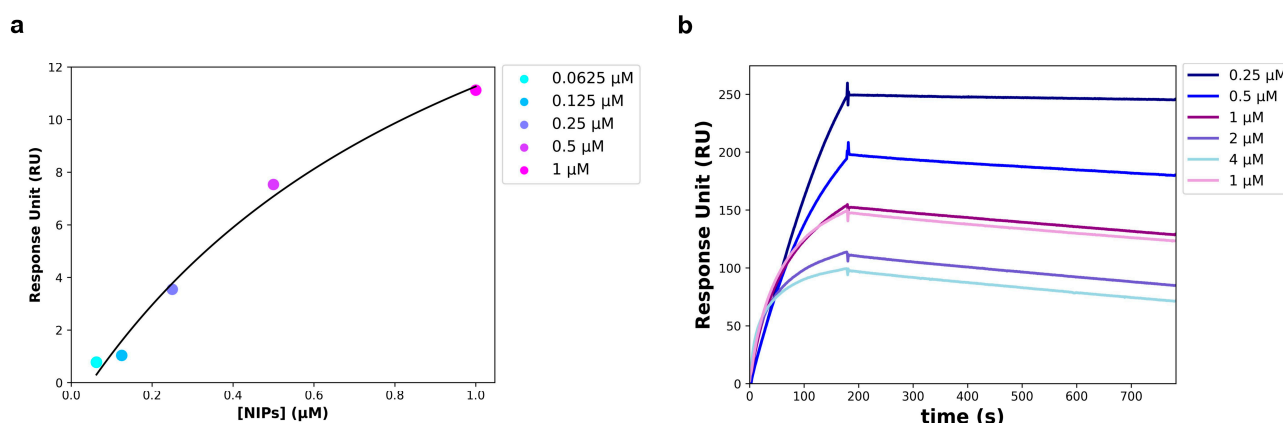 a
12
10
8
6
4
2
0
0.0
0.2
0.4
0.6
0.8
1.0
Response Unit (RU)
[NIPs] (μM)
0.0625 μM
0.125 μM
0.25 μM
0.5 μM
1 μM
b
250
200
150
100
50
0
0
100
200
300
400
500
600
700
Response Unit (RU)
time (s)
0.25 μM
0.5 μM
1 μM
2 μM
4 μM
1 μM